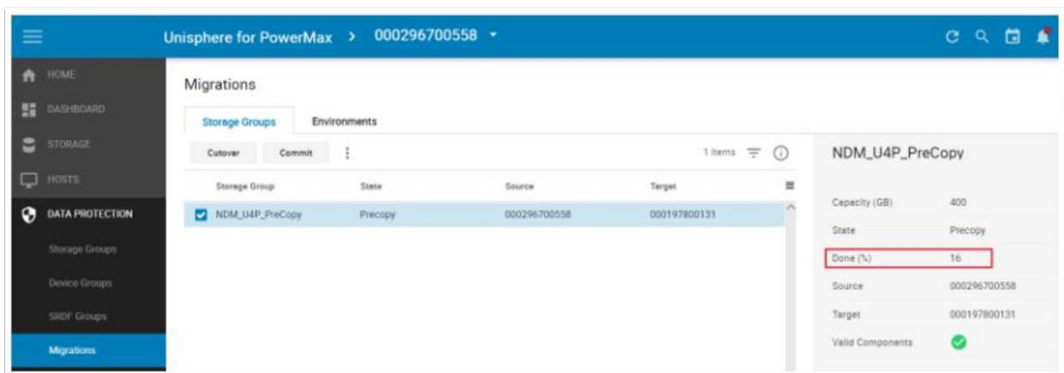 Unisphere for PowerMax > 000296700558
HOME
DASHBOARD
STORAGE
HOSTS
DATA PROTECTION
Storage Groups
Device Groups
SRDF Groups
Migrations
Migrations
Storage Groups Environments
Cutover Commit 1 items
Storage Group State Source Target
NDM_U4P_PreCopy Precopy 000296700558 000197800131
NDM_U4P_PreCopy
Capacity (GB) 400
State Precopy
Done (%) 16
Source 000296700558
Target 000197800131
Valid Components